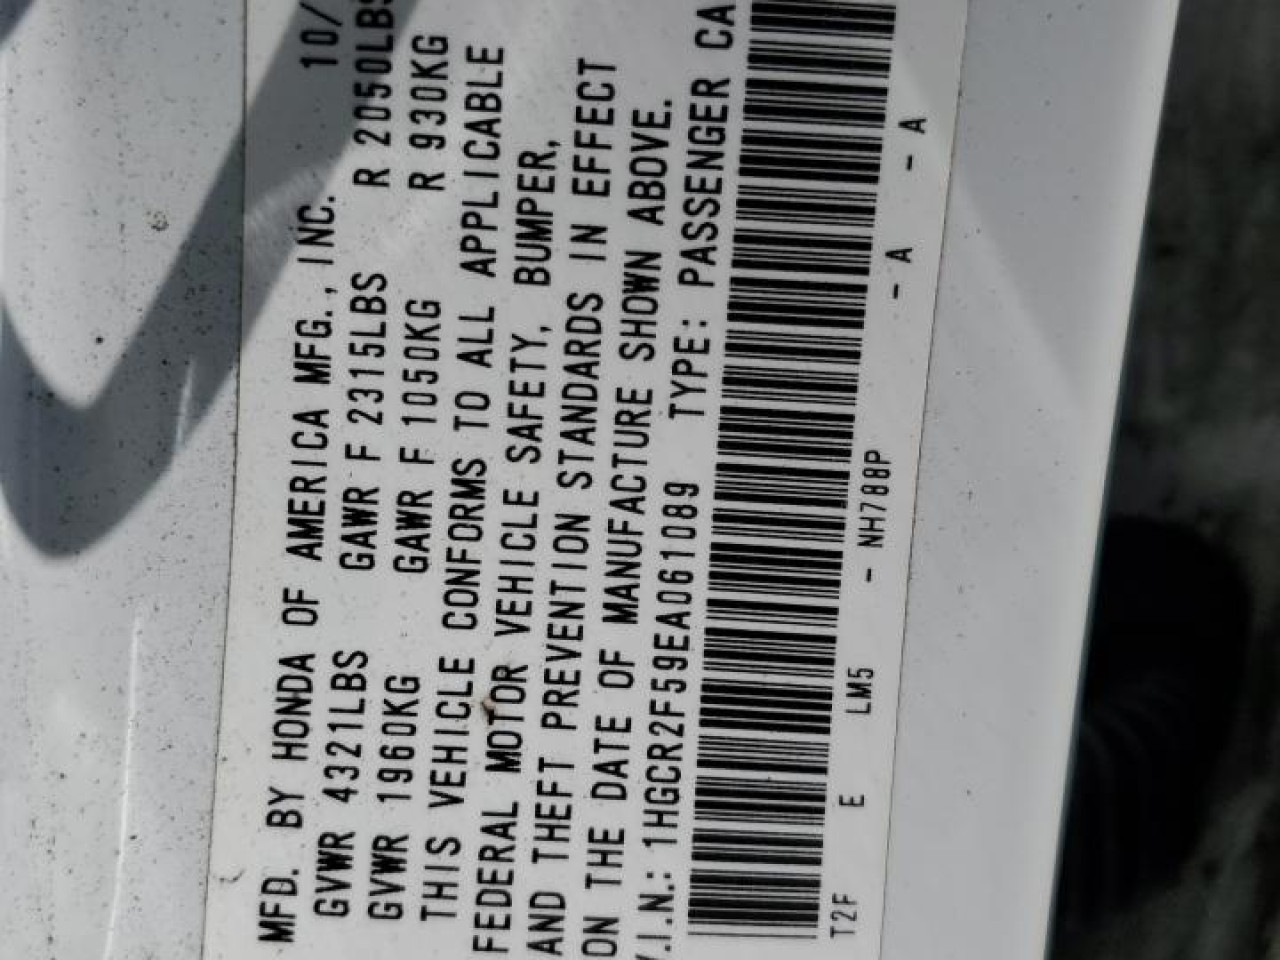 MFD. BY HONDA OF AMERICA MFG., INC. 10/
GVWR 4321LBS GAWR F 2315LBS R 2050LBS
GVWR 1960KG GAWR F 1050KG R 930KG
THIS VEHICLE CONFORMS TO ALL APPLICABLE
FEDERAL MOTOR VEHICLE SAFETY, BUMPER,
AND THEFT PREVENTION STANDARDS IN EFFECT
ON THE DATE OF MANUFACTURE SHOWN ABOVE.
V.I.N.: 1HGCR2F59EA061089 TYPE: PASSENGER CA
T2F E LM5 - NH788P - A - A